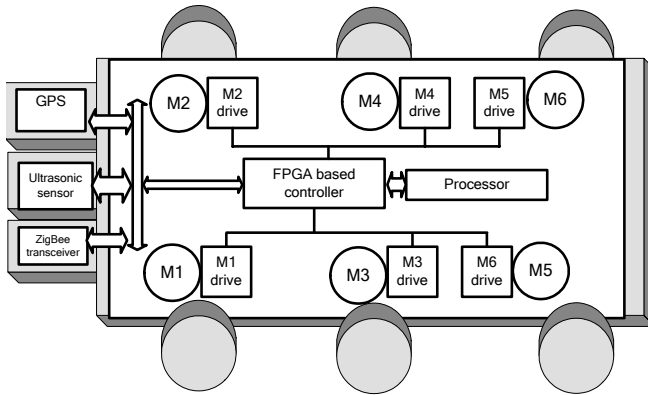 GPS
M2
M2
drive
M4
M4
drive
M5
drive
M6
Ultrasonic
sensor
FPGA based
controller
Processor
ZigBee
transceiver
M1
M1
drive
M3
M3
drive
M6
drive
M5